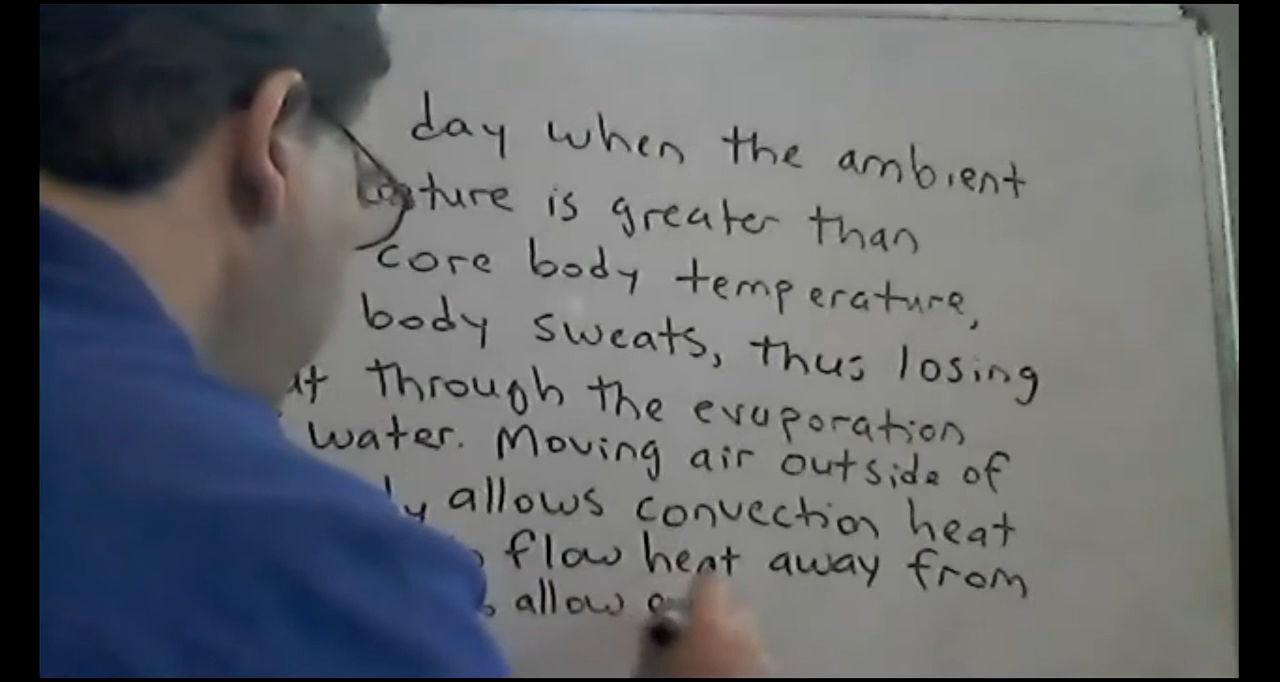 day when the ambient
ture is greater than
core body temperature,
body sweats, thus losing
through the evaporation
water. Moving air outside of
allows convection heat
flow heat away from
allow